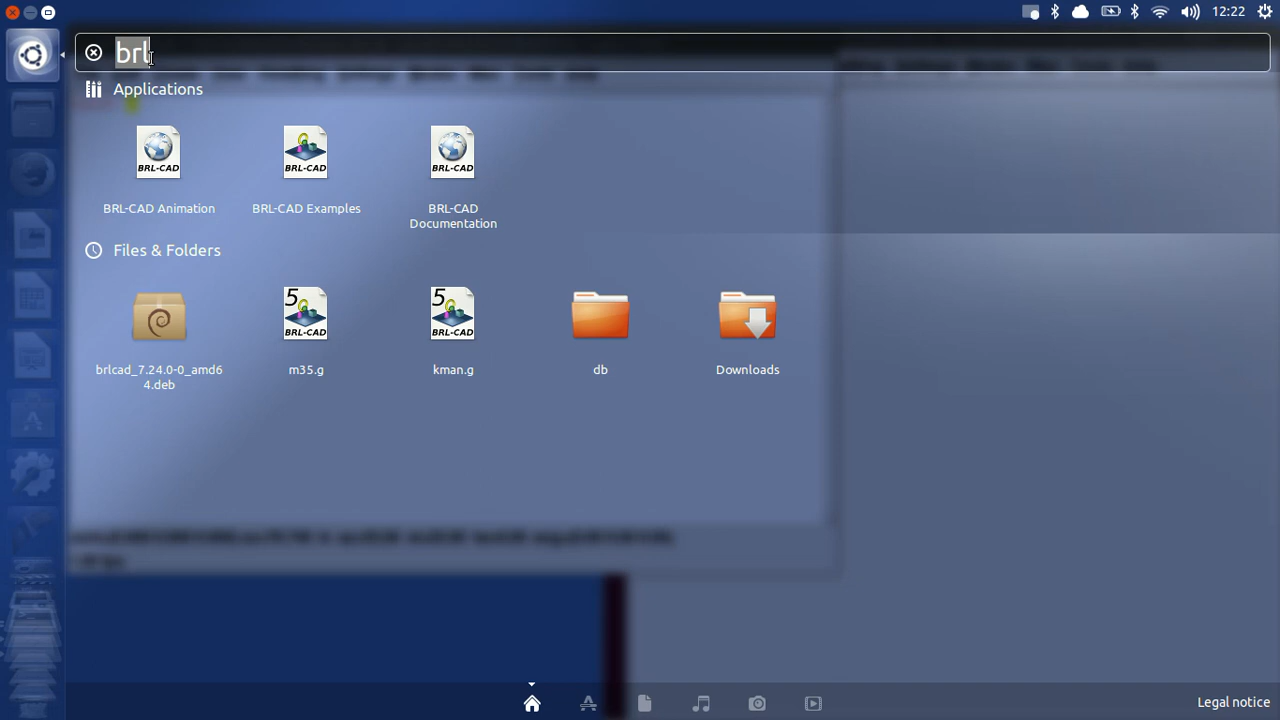 12:22
brl
Applications
BRL-CAD
BRL-CAD
BRL-CAD
BRL-CAD Animation
BRL-CAD Examples
BRL-CAD
Documentation
Files & Folders
5
BRL-CAD
5
BRL-CAD
brlcad_7.24.0-0_amd6
4.deb
m35.g
kman.g
db
Downloads
Legal notice